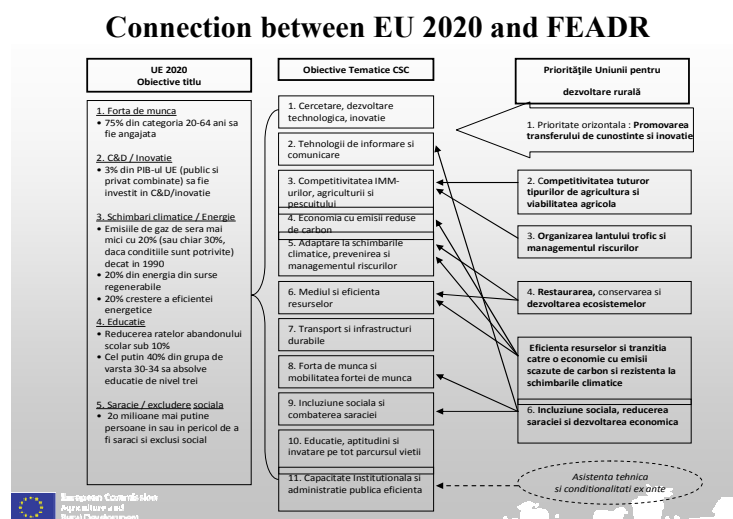 Connection between EU 2020 and FEADR
UE 2020
Obiective titlu
1. Forta de munca
• 75% din categoria 20-64 ani sa
fie angajata
2. C&D / Inovatie
• 3% din PIB-ul UE (public si
privat combinate) sa fie
investit in C&D/inovatie
3. Schimbari climatice / Energie
• Emisiile de gaz de sera mai
mici cu 20% (sau chiar 30%,
daca conditiile sunt potrivite)
decat in 1990
• 20% din energia din surse
regenerabile
• 20% crestere a eficientei
energetice
4. Educatie
• Reducerea ratelor abandonului
scolar sub 10%
• Cel putin 40% din grupa de
varsta 30-34 sa absolve
educatie de nivel trei
5. Saracie / excludere sociala
• 2o milioane mai putine
persoane in sau in pericol de a
fi saraci si exclusi social
Obiective Tematice CSC
1. Cercetare, dezvoltare
technologica, inovatie
2. Tehnologii de informare si
comunicare
3. Competitivitatea IMM-
urilor, agriculturii si
pescuitului
4. Economia cu emisii reduse
de carbon
5. Adaptare la schimbarile
climatice, prevenirea si
managementul riscurilor
6. Mediul si eficienta
resurselor
7. Transport si infrastructuri
durabile
8. Forta de munca si
mobilitatea fortei de munca
9. Incluziune sociala si
combaterea saraciei
10. Educatie, aptitudini si
invatare pe tot parcursul vietii
11. Capacitate Institutionala si
administratie publica eficienta
Priorităţile Uniunii pentru
dezvoltare rurală
1. Prioritate orizontala : Promovarea
transferului de cunostinte si inovatie
2. Competitivitatea tuturor
tipurilor de agricultura si
viabilitatea agricola
3. Organizarea lantului trofic si
managementul riscurilor
4. Restaurarea, conservarea si
dezvoltarea ecosistemelor
Eficienta resurselor si tranzitia
catre o economie cu emisii
scazute de carbon si rezistenta la
schimbarile climatice
6. Incluziune sociala, reducerea
saraciei si dezvoltarea economica
Asistenta tehnica
si conditionalitati ex ante
European Commission
Agriculture and
Rural Development